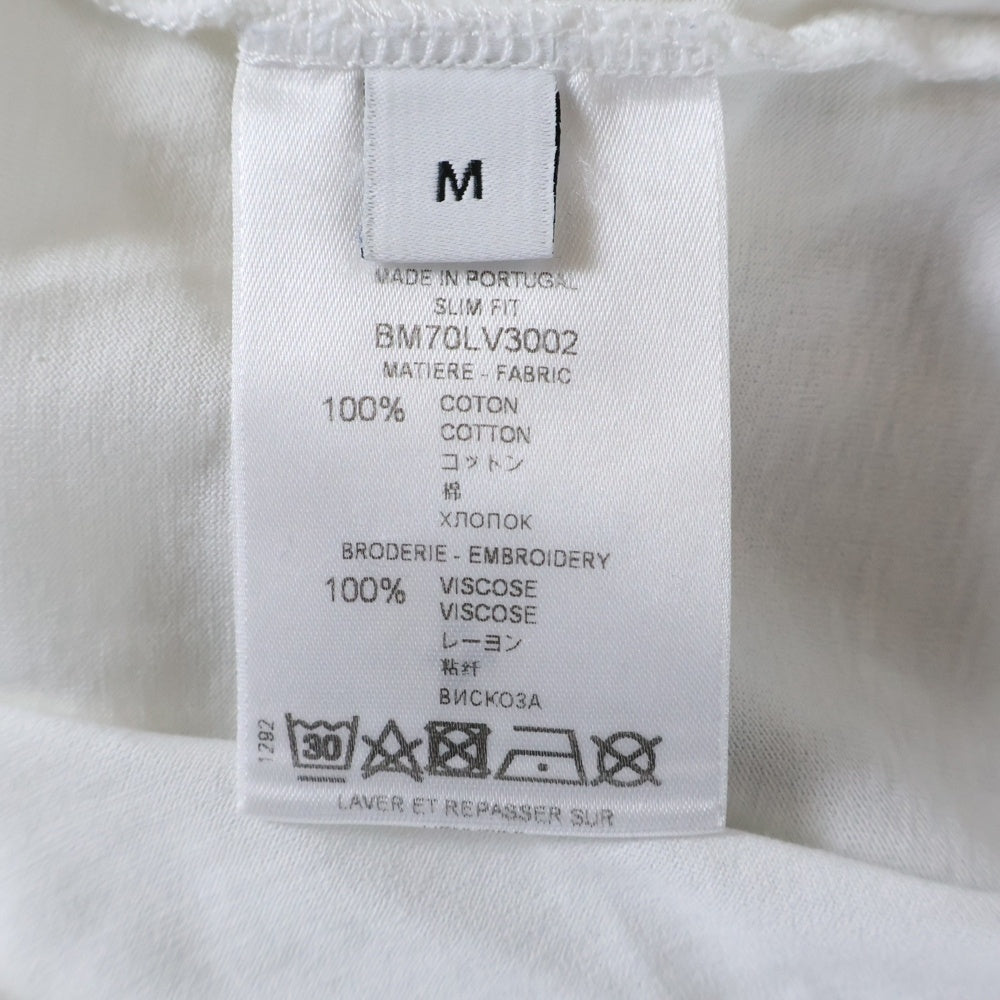 M
MADE IN PORTUGAL
SLIM FIT
BM70LV3002
MATIERE - FABRIC
100% COTON
COTTON
コットン
棉
ХЛОПОК
BRODERIE - EMBROIDERY
100% VISCOSE
VISCOSE
レーヨン
粘纤
ВИСКОЗА
1292
30
LAVER ET REPASSER SUR